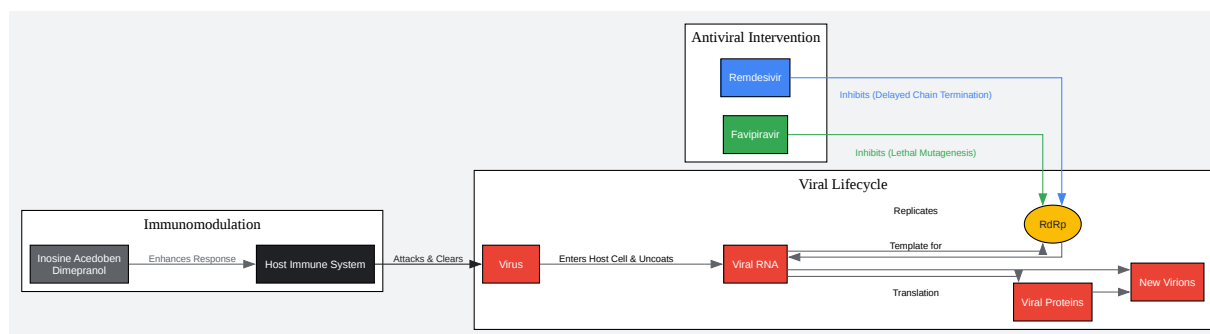 Antiviral Intervention
Remdesivir
Inhibits (Delayed Chain Termination)
Favipiravir
Inhibits (Lethal Mutagenesis)
Viral Lifecycle
Immunomodulation
Replicates
RdRp
Inosine Acedoben
Dimepranol
Enhances Response
Host Immune System
Attacks & Clears
Virus
Enters Host Cell & Uncoats
Viral RNA
Template for
Translation
Viral Proteins
New Virions